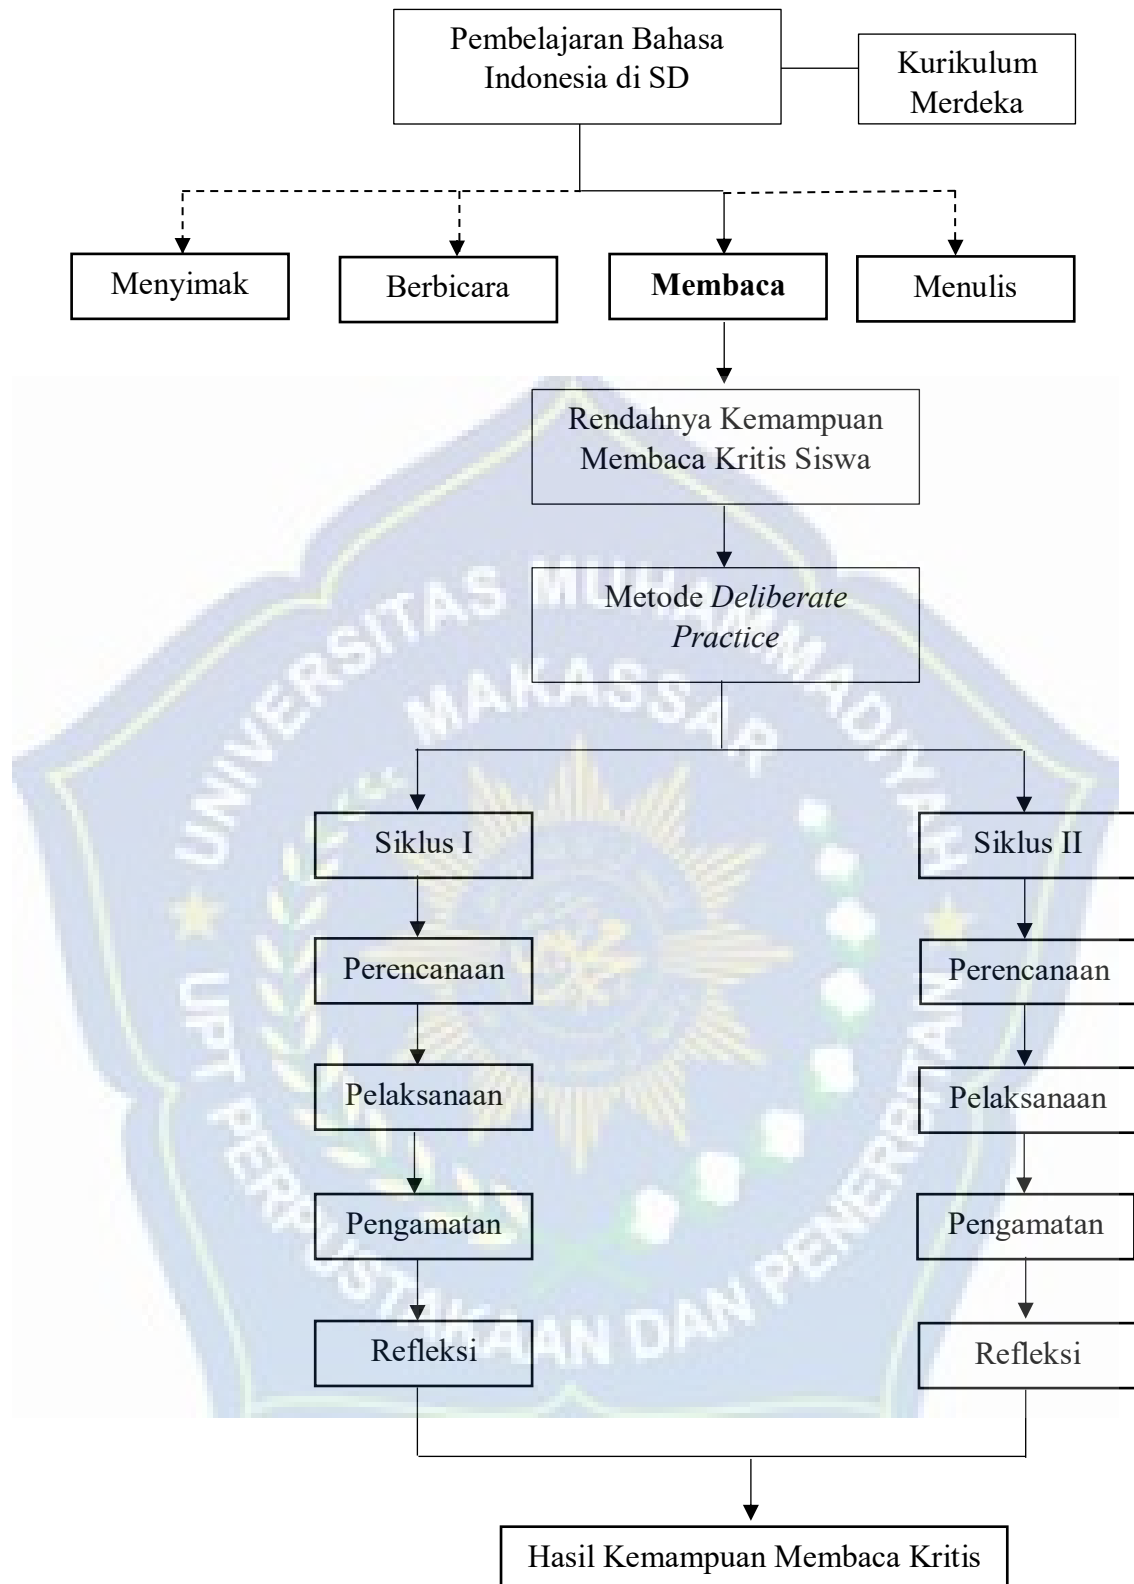 Pembelajaran Bahasa
Indonesia di SD
Kurikulum
Merdeka
Menyimak
Berbicara
Membaca
Menulis
Rendahnya Kemampuan
Membaca Kritis Siswa
Metode Deliberate
Practice
UNIVERSITAS MUHAMMADIYAH
MAKASSAR
UPT PERPUSTAKAAN DAN PENERBITAN
Siklus I
Siklus II
Perencanaan
Perencanaan
Pelaksanaan
Pelaksanaan
Pengamatan
Pengamatan
Refleksi
Refleksi
Hasil Kemampuan Membaca Kritis